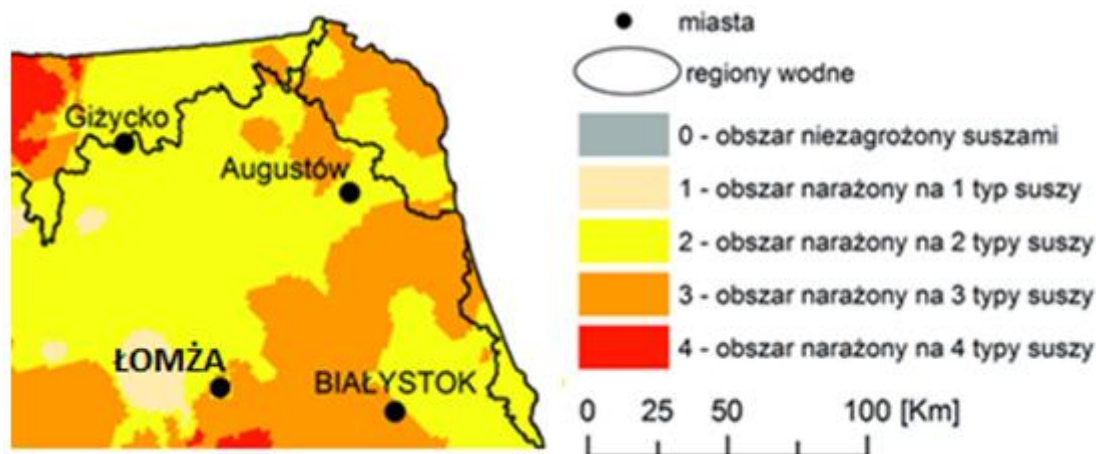 Giżycko
Augustów
ŁOMŻA
BIAŁYSTOK
miasta
regiony wodne
0 - obszar niezagrożony suszami
1 - obszar narażony na 1 typ suszy
2 - obszar narażony na 2 typy suszy
3 - obszar narażony na 3 typy suszy
4 - obszar narażony na 4 typy suszy
0 25 50 100 [Km]